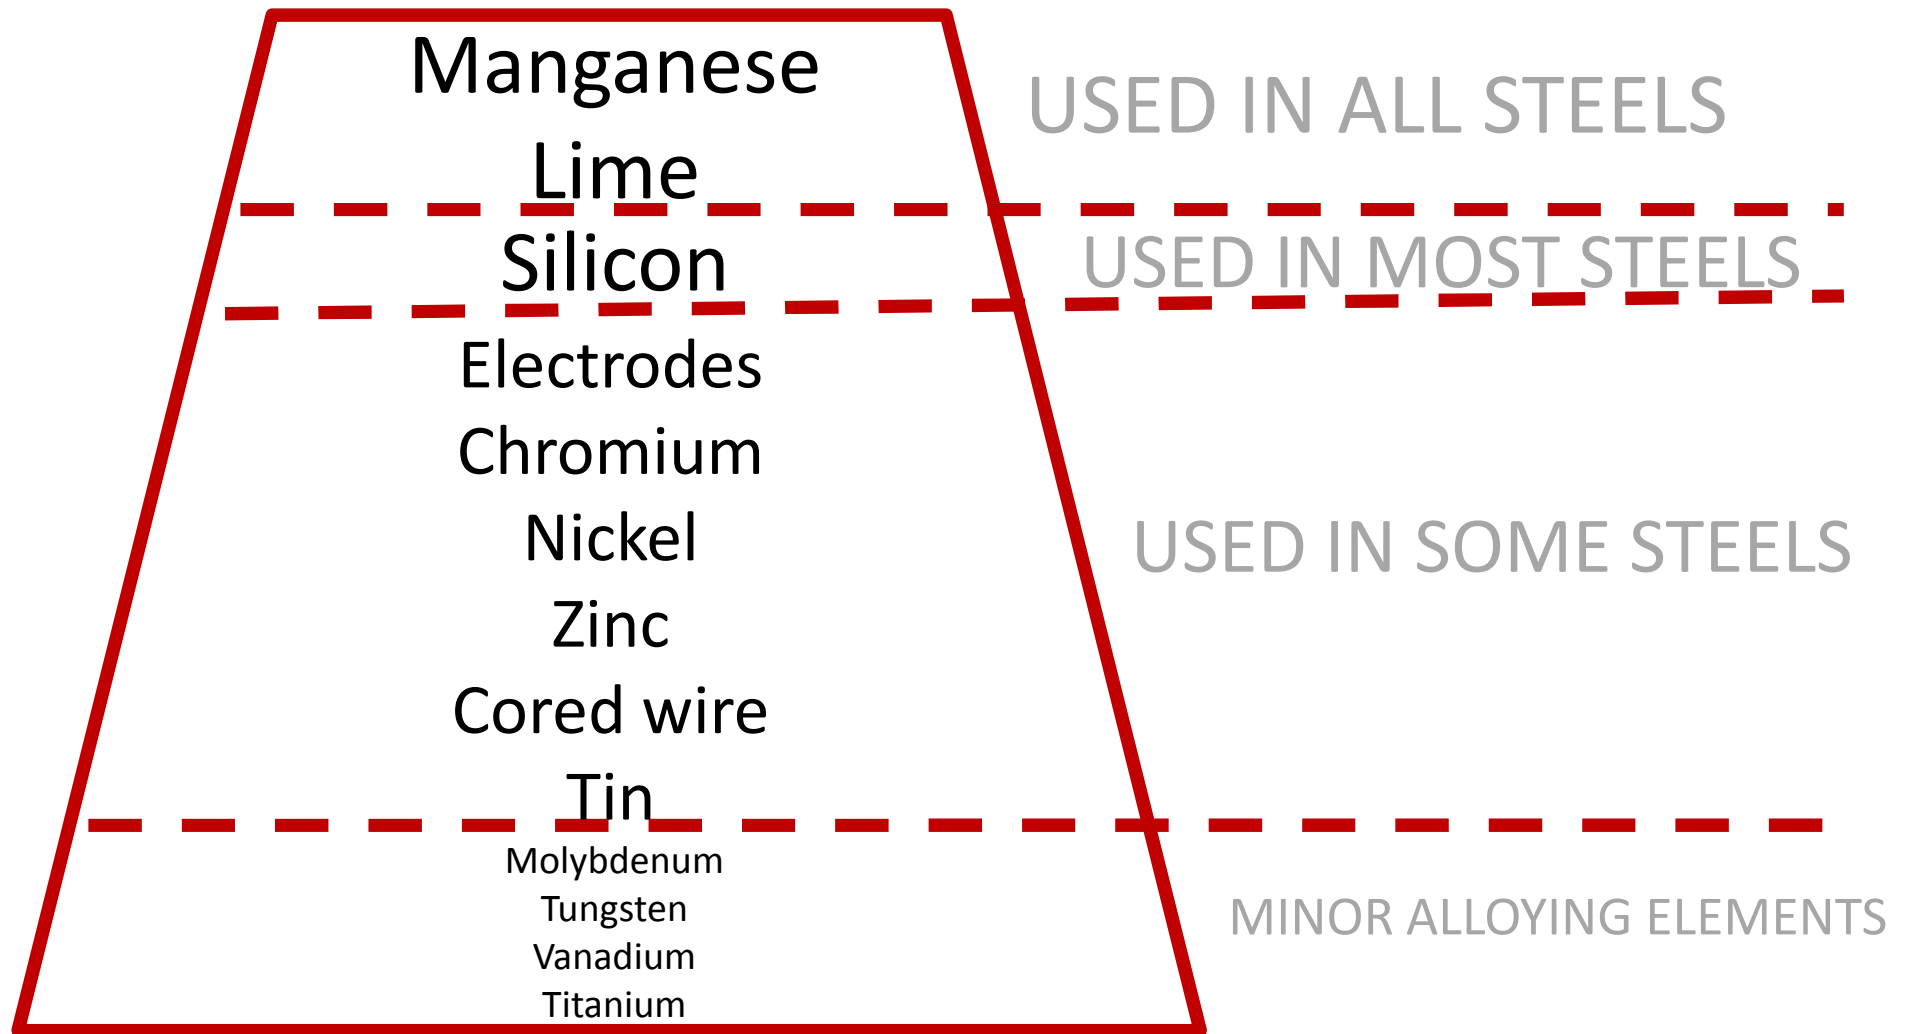 Manganese
Lime
USED IN ALL STEELS
Silicon
USED IN MOST STEELS
Electrodes
Chromium
Nickel
Zinc
Cored wire
Tin
USED IN SOME STEELS
Molybdenum
Tungsten
Vanadium
Titanium
MINOR ALLOYING ELEMENTS